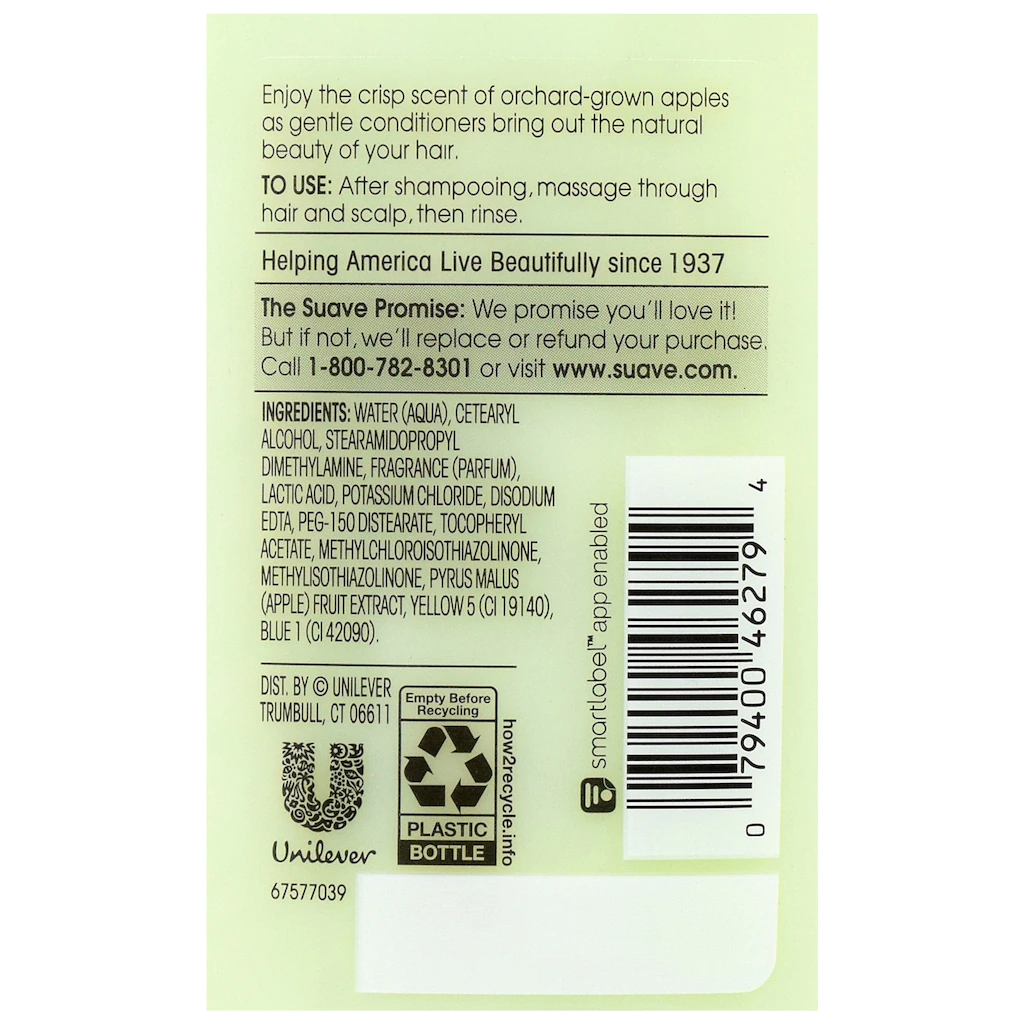 Enjoy the crisp scent of orchard-grown apples
as gentle conditioners bring out the natural
beauty of your hair.
TO USE: After shampooing, massage through
hair and scalp, then rinse.
Helping America Live Beautifully since 1937
The Suave Promise: We promise you'll love it!
But if not, we'll replace or refund your purchase.
Call 1-800-782-8301 or visit www.suave.com.
INGREDIENTS: WATER (AQUA), CETEARYL
ALCOHOL, STEARAMIDOPROPYL
DIMETHYLAMINE, FRAGRANCE (PARFUM),
LACTIC ACID, POTASSIUM CHLORIDE, DISODIUM
EDTA, PEG-150 DISTEARATE, TOCOPHERYL
ACETATE, METHYLCHLOROISOTHIAZOLINONE,
METHYLISOTHIAZOLINONE, PYRUS MALUS
(APPLE) FRUIT EXTRACT, YELLOW 5 (CI 19140),
BLUE 1 (CI 42090).
DIST. BY © UNILEVER
TRUMBULL, CT 06611
Unilever
67577039
Empty Before
Recycling
PLASTIC
BOTTLE
how2recycle.info
smartlabel™ app enabled
0 79400 46279 4